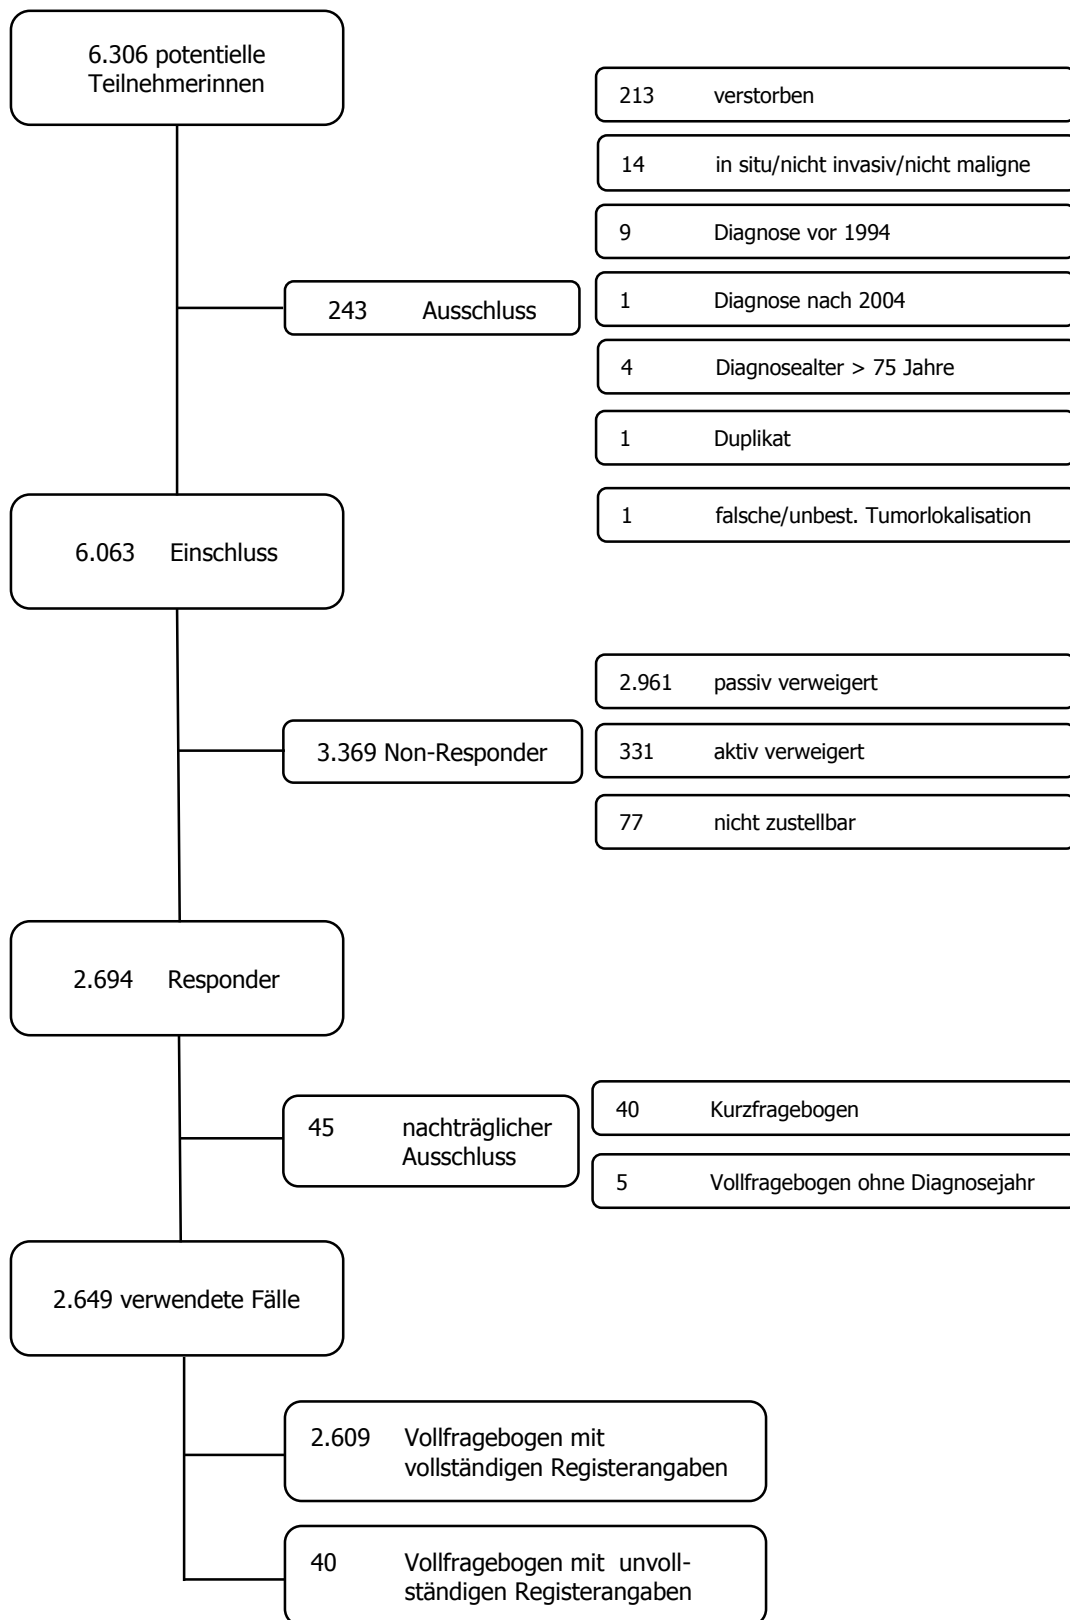 6.306 potentielle
Teilnehmerinnen
213 verstorben
14 in situ/nicht invasiv/nicht maligne
9 Diagnose vor 1994
243 Ausschluss
1 Diagnose nach 2004
4 Diagnosealter > 75 Jahre
1 Duplikat
1 falsche/unbest. Tumorlokalisation
6.063 Einschluss
2.961 passiv verweigert
3.369 Non-Responder
331 aktiv verweigert
77 nicht zustellbar
2.694 Responder
45 nachträglicher
Ausschluss
40 Kurzfragebogen
5 Vollfragebogen ohne Diagnosejahr
2.649 verwendete Fälle
2.609 Vollfragebogen mit
vollständigen Registerangaben
40 Vollfragebogen mit unvoll-
ständigen Registerangaben